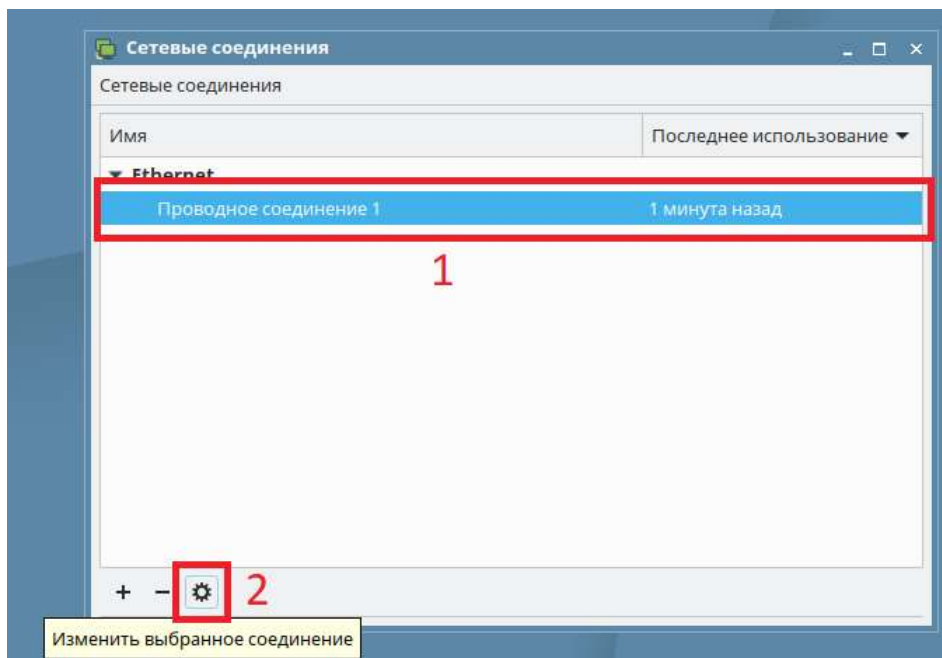 Сетевые соединения
Сетевые соединения
Имя Последнее использование
Ethernet
Проводное соединение 1 1 минута назад
1
2
Изменить выбранное соединение